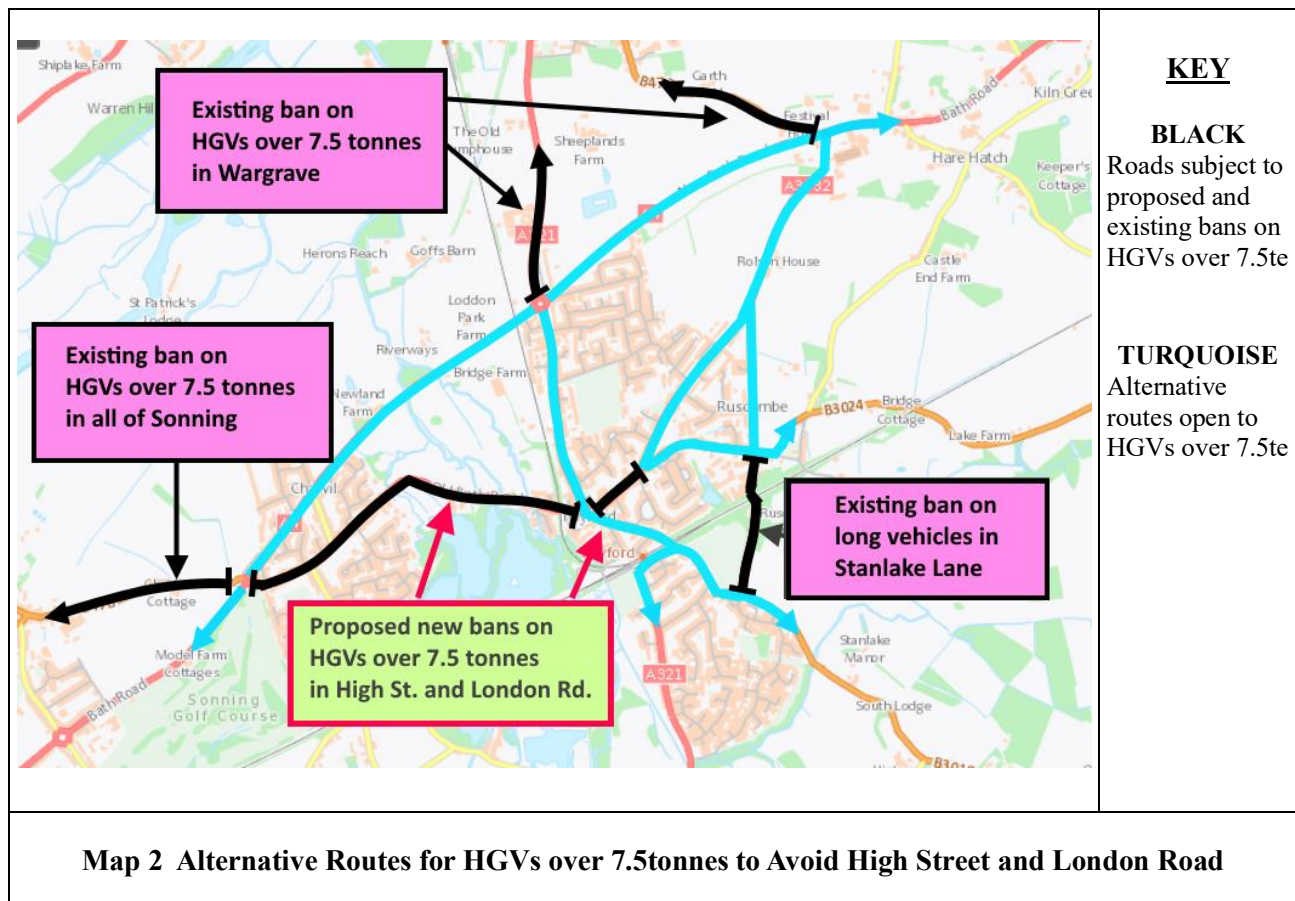 Shiplake Farm
Warren Hil
Existing ban on
HGVs over 7.5 tonnes
in Wargrave
The Old
umphouse
Sheeplands
Farm
Garth
Festival
Bath Road
Kiln Gree
Hare Hatch
Keeper's
Cottage
Herons Reach
Goffs Barn
Castle
End Farm
St Patrick's
Loddon
Park
Farm
Riverways
Bridge Farm
Newland
Farm
Existing ban on
HGVs over 7.5 tonnes
in all of Sonning
Ruscombe
B3024
Bridge
Cottage
Lake Farm
Existing ban on
long vehicles in
Stanlake Lane
Cottage
Model Farm
Cottages
Bath Road
Sonning
Golf Course
Proposed new bans on
HGVs over 7.5 tonnes
in High St. and London Rd.
A321
Stanlake
Manor
South Lodge
KEY
BLACK
Roads subject to
proposed and
existing bans on
HGVs over 7.5te
TURQUOISE
Alternative
routes open to
HGVs over 7.5te
Map 2 Alternative Routes for HGVs over 7.5tonnes to Avoid High Street and London Road